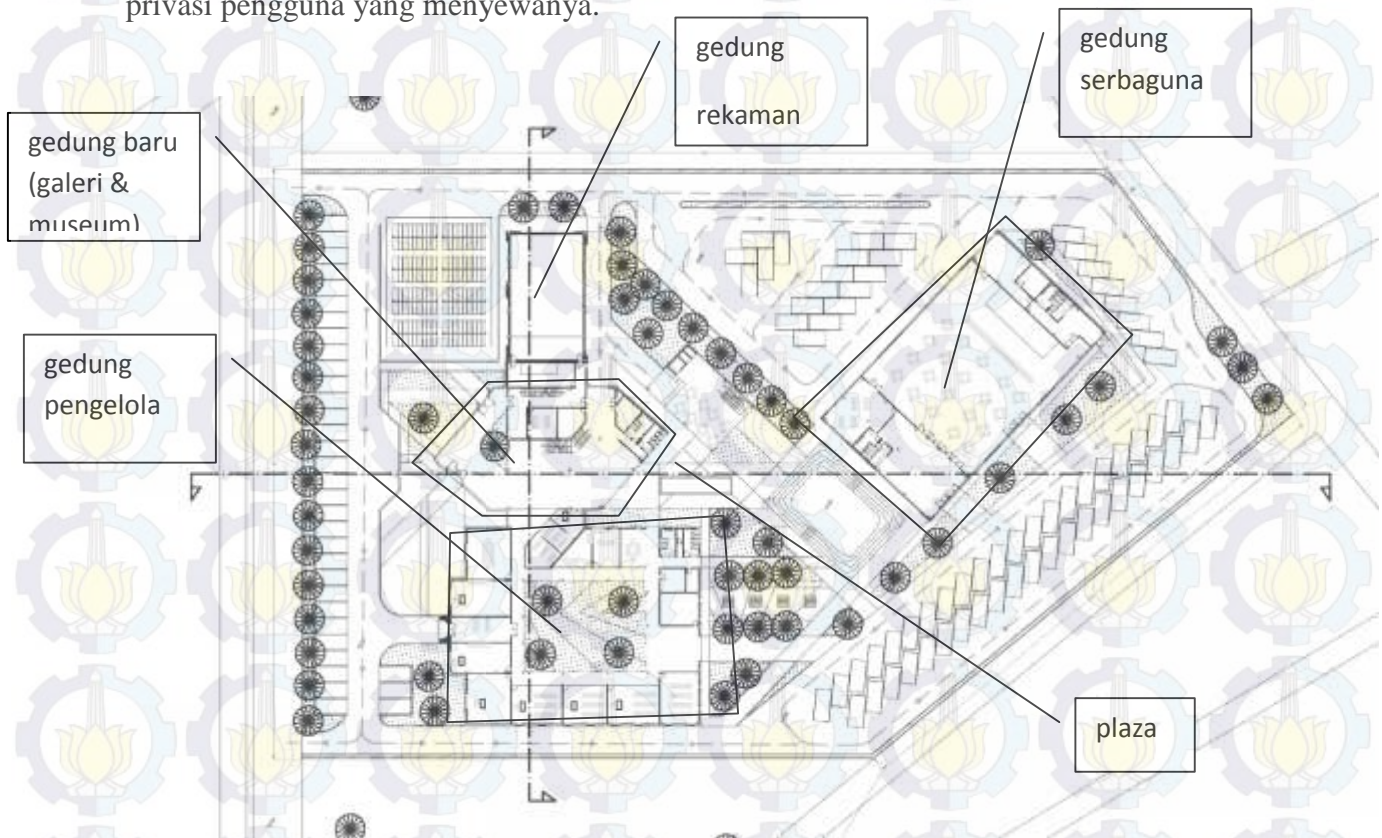 privasi pengguna yang menyewanya.
gedung
rekaman
gedung
serbaguna
gedung baru
(galeri &
museum)
gedung
pengelola
plaza